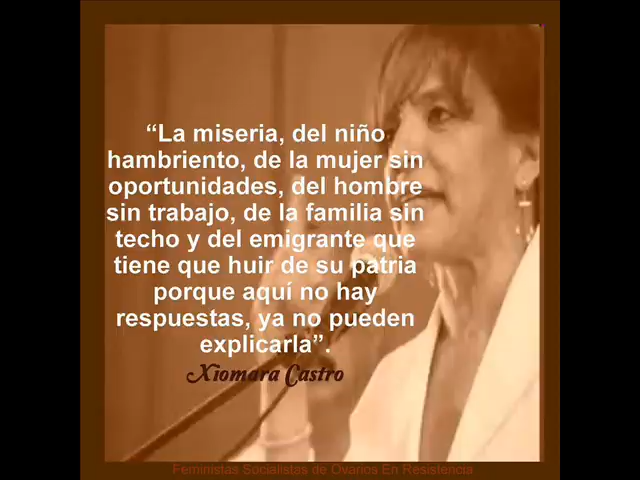 “La miseria, del niño
hambriento, de la mujer sin
oportunidades, del hombre
sin trabajo, de la familia sin
techo y del emigrante que
tiene que huir de su patria
porque aquí no hay
respuestas, ya no pueden
explicarla”.
Xiomara Castro
Feministas Socialistas de Ovarios En Resistencia